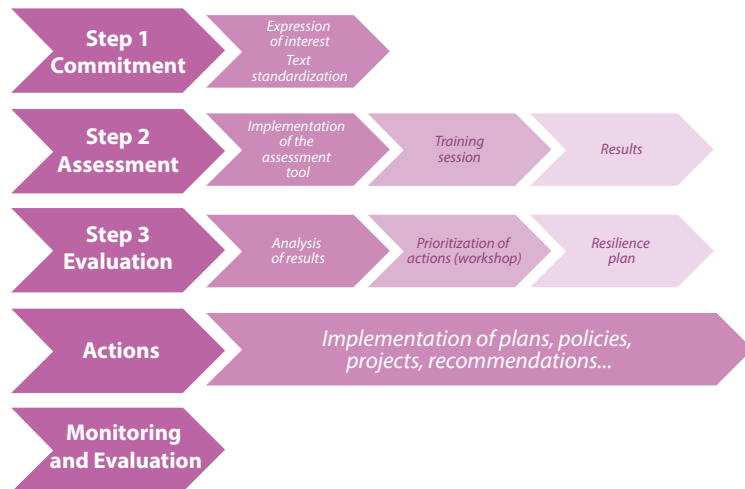 Step 1
Commitment
Expression
of interest
Text
standardization
Step 2
Assessment
Implementation
of the
assessment
tool
Training
session
Results
Step 3
Evaluation
Analysis
of results
Prioritization of
actions (workshop)
Resilience
plan
Actions
Implementation of plans, policies,
projects, recommendations...
Monitoring
and Evaluation